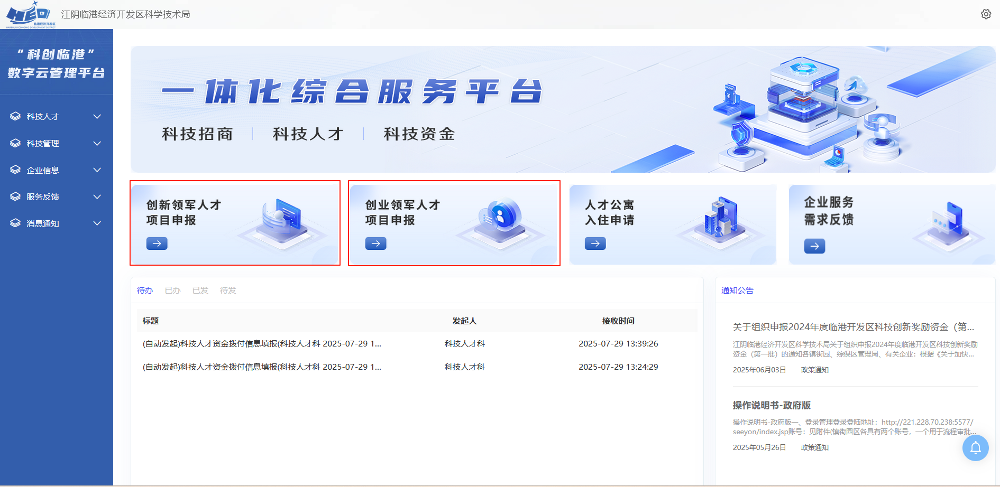 临港经济开发区
HARBOUR ECONOMIC DEVELOPMENT DISTRICT
江阴临港经济开发区科学技术局
“科创临港”
数字云管理平台
科技人才
科技管理
企业信息
服务反馈
消息通知
一体化综合服务平台
科技招商 科技人才 科技资金
创新领军人才
项目申报
创业领军人才
项目申报
人才公寓
入住申请
企业服务
需求反馈
待办 已办 已发 待发
标题 发起人 接收时间
(自动发起)科技人才资金拨付信息填报(科技人才科 2025-07-29 1... 科技人才科 2025-07-29 13:39:26
(自动发起)科技人才资金拨付信息填报(科技人才科 2025-07-29 1... 科技人才科 2025-07-29 13:24:29
通知公告
关于组织申报2024年度临港开发区科技创新奖励资金（第...
江阴临港经济开发区科学技术局关于组织申报2024年度临港开发区科技创新奖励
资金（第一批）的通知各镇街园、综保区管理局、有关企业：根据《关于加快...
2025年06月03日 政策通知
操作说明书-政府版
操作说明书-政府版一、登录管理登录登陆地址：http://221.228.70.238:5577/
seeyon/index.jsp账号：见附件(镇街园区各具有两个账号，一个用于流程审批...
2025年05月26日 政策通知